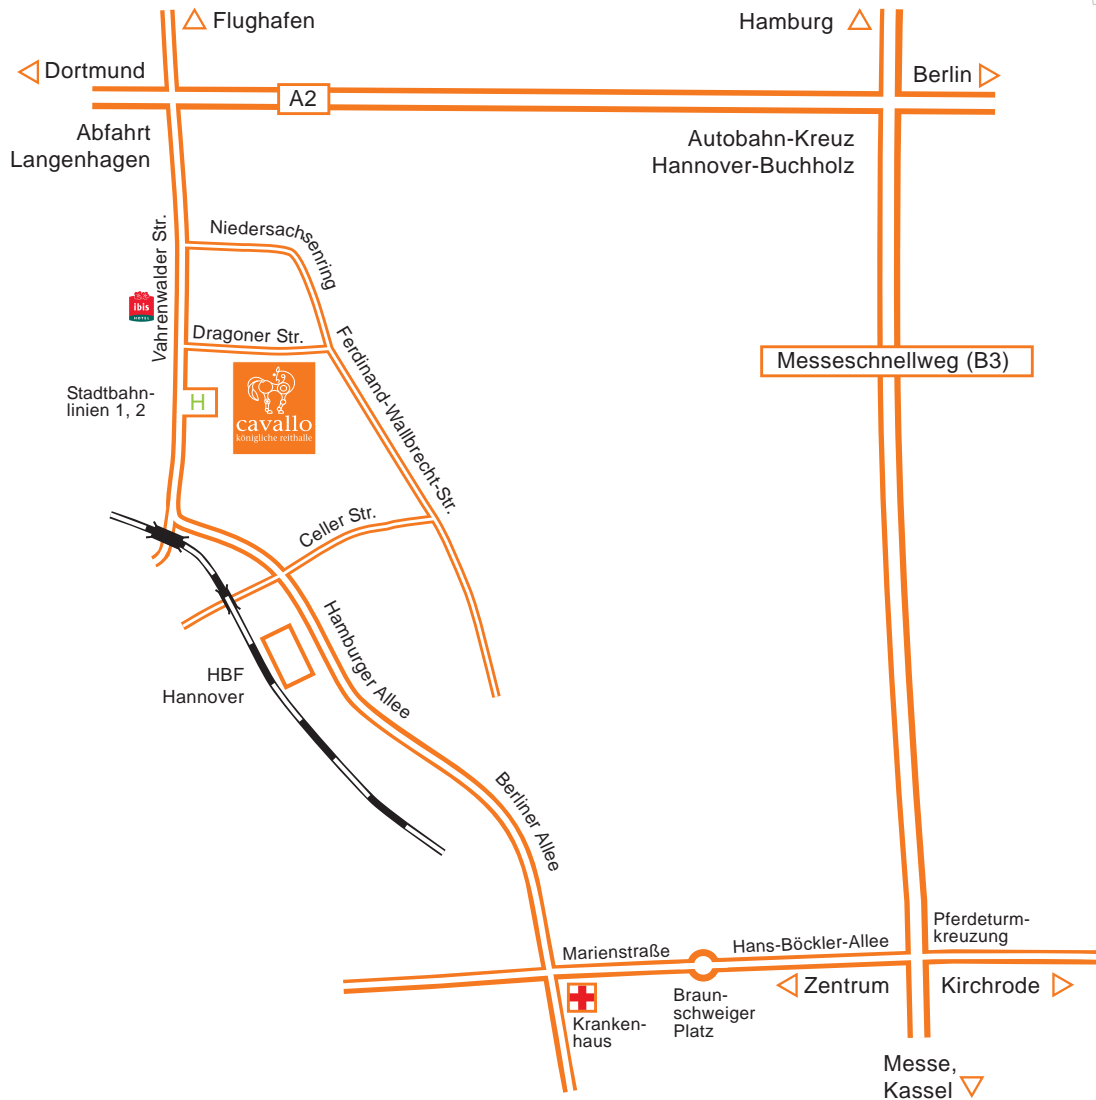 Flughafen
Hamburg
Dortmund
Berlin
A2
Abfahrt
Langenhagen
Autobahn-Kreuz
Hannover-Buchholz
Niedersachsenring
Vahrenwalder Str.
ibis
HOTEL
Dragoner Str.
Ferdinand-Wallbrecht-Str.
Messeschnellweg (B3)
Stadtbahn-
linien 1, 2
H
cavallo
königliche reithalle
Celler Str.
Hamburger Allee
HBF
Hannover
Berliner Allee
Pferdeturm-
kreuzung
Marienstraße
Hans-Böckler-Allee
Zentrum
Kirchrode
Braun-
schweiger
Platz
Kranken-
haus
Messe,
Kassel